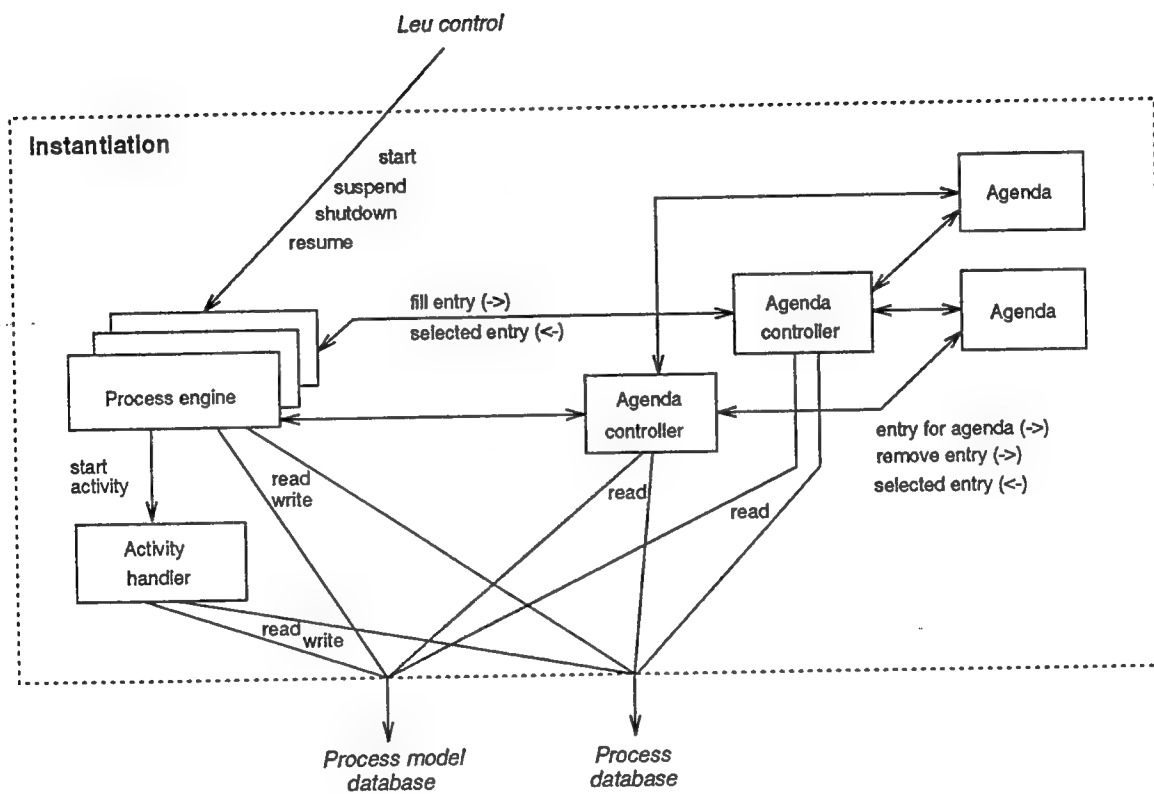 Leu control
Instantiation
start
suspend
shutdown
resume
Agenda
fill entry (->)
selected entry (<-)
Agenda
controller
Agenda
Process engine
Agenda
controller
entry for agenda (->)
remove entry (->)
selected entry (<-)
start
activity
read
write
read
read
Activity
handler
read
write
Process model
database
Process
database